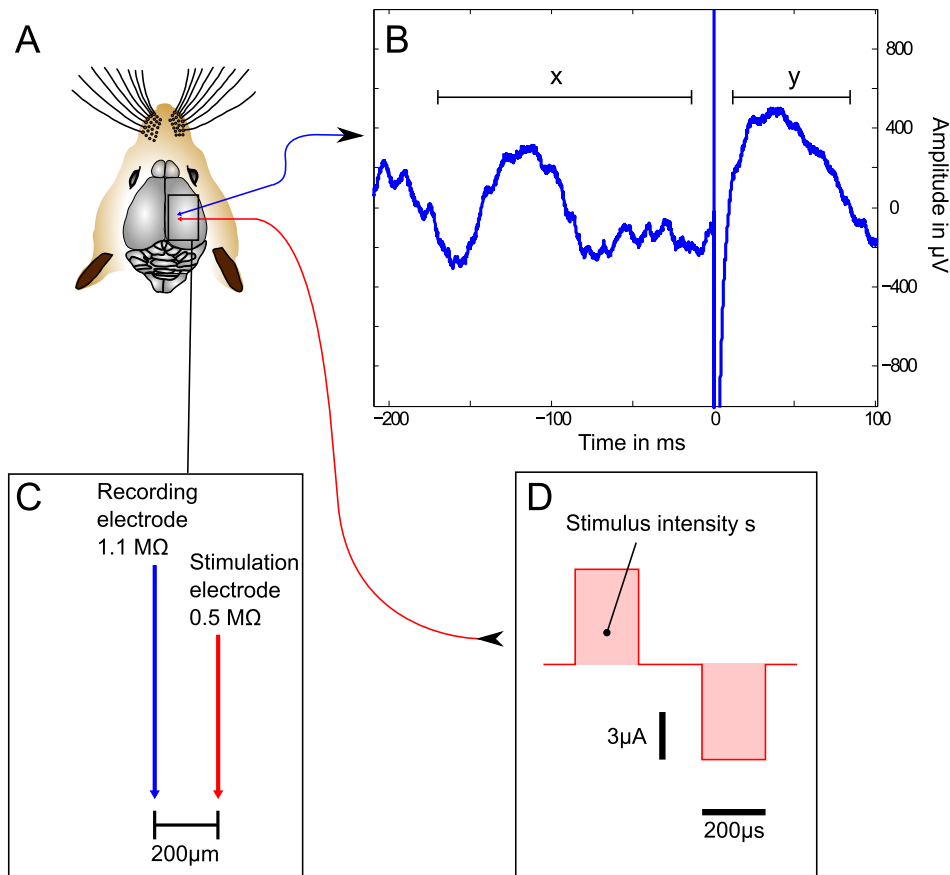 A
B
x
y
800
400
0
−400
−800
Amplitude in µV
−200
−100
0
100
Time in ms
C
Recording
electrode
1.1 MΩ
Stimulation
electrode
0.5 MΩ
200µm
D
Stimulus intensity s
3µA
200µs